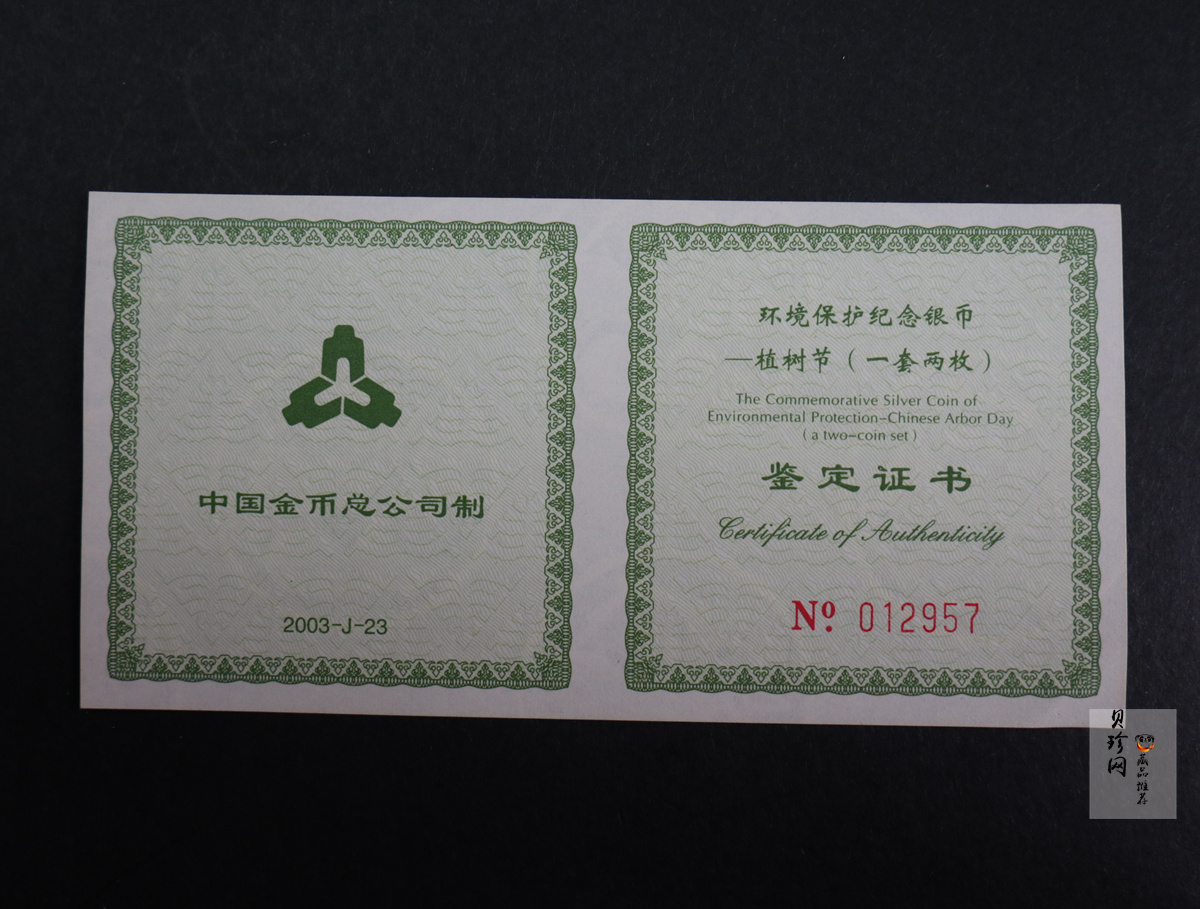 中国金币总公司制
2003-J-23
环境保护纪念银币
—植树节（一套两枚）
The Commemorative Silver Coin of
Environmental Protection-Chinese Arbor Day
(a two-coin set)
鉴定证书
Certificate of Authenticity
Nº 012957
贝珍网
藏品推荐